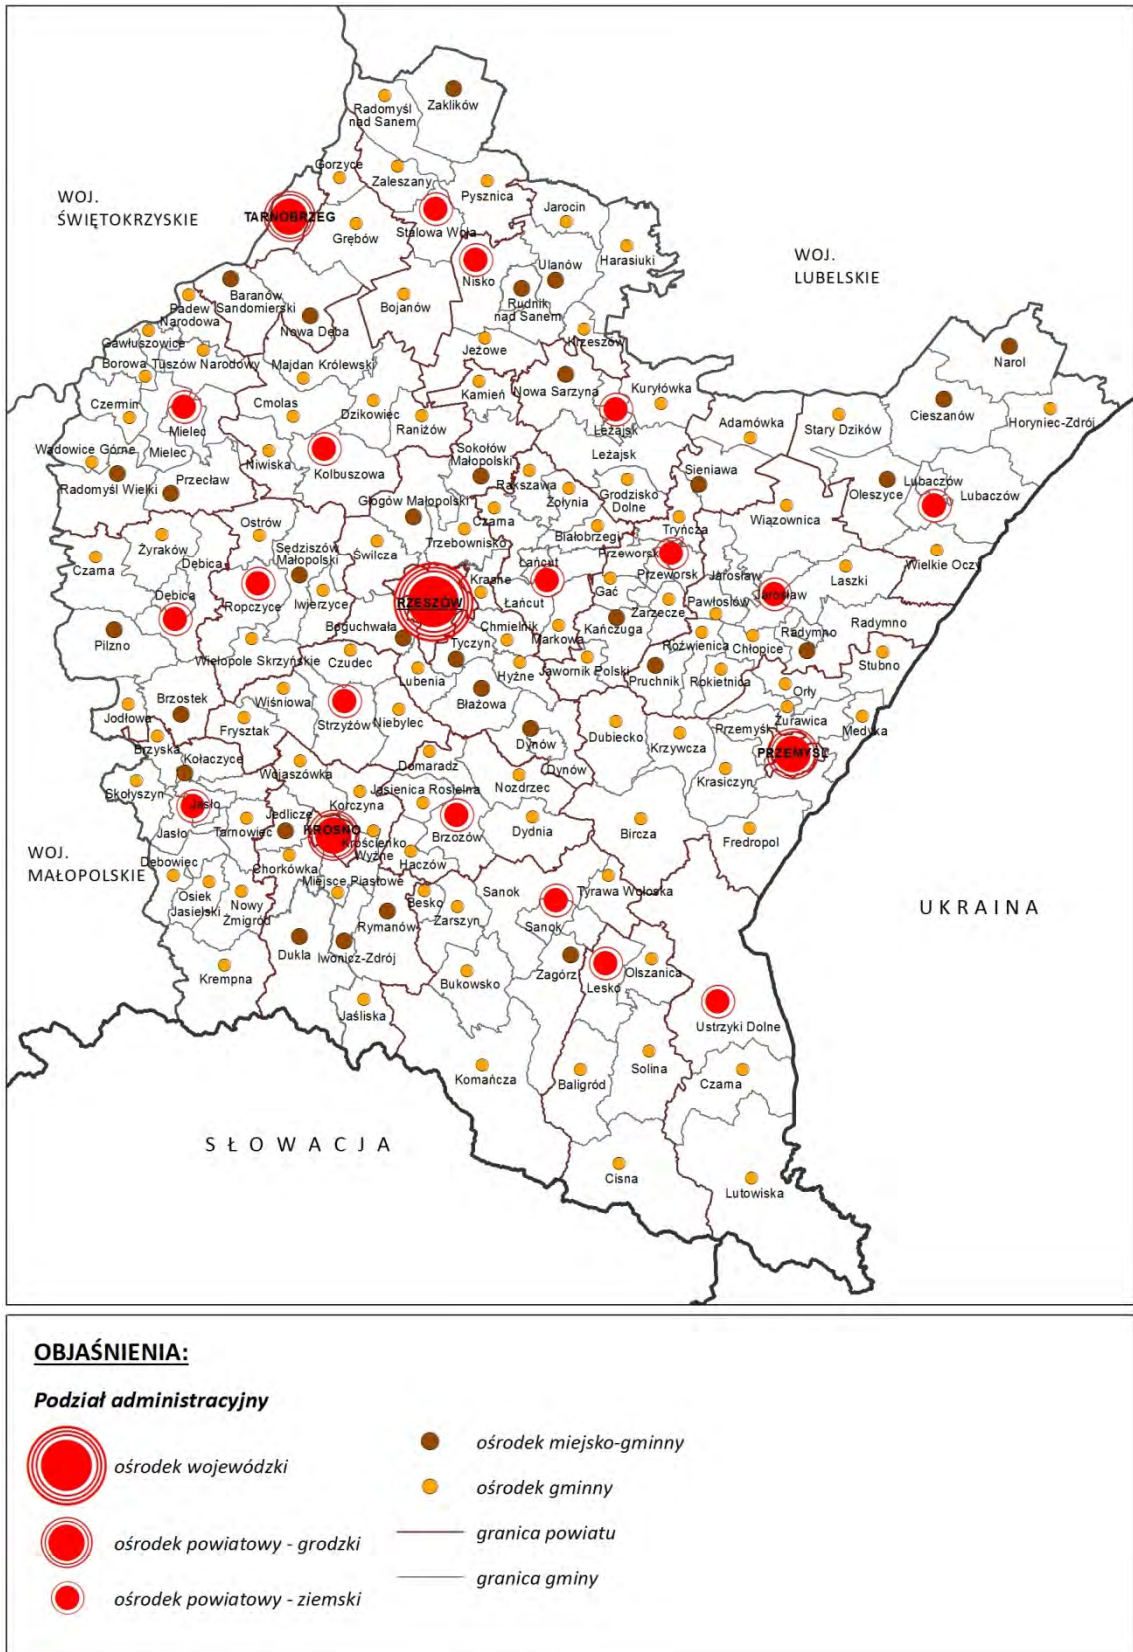 Radomyśl
nad Sanem
Zaklików
Gorzyce
Zaleszany
Pysznica
WOJ.
ŚWIĘTOKRZYSKIE
TARNOBRZEG
Grębów
Stalowa Wola
Jarocin
Harasiuki
WOJ.
LUBELSKIE
Nisko
Ulanów
Rudnik
nad Sanem
Baranów
Sandomierski
Padew
Narodowa
Nowa Dęba
Bojanów
Krzeszów
Gawłuszowice
Borowa
Tuszów Narodowy
Majdan Królewski
Jeżowe
Kamień
Nowa Sarzyna
Kuryłówka
Narol
Cieszanów
Horyniec-Zdrój
Czermin
Mielec
Cmolas
Dzikowiec
Raniżów
Leżajsk
Adamówka
Stary Dzików
Wadowice Górne
Mielec
Niwiska
Kolbuszowa
Sokołów
Małopolski
Leżajsk
Radomyśl Wielki
Przecław
Głogów Małopolski
Rakszawa
Żołynia
Grodzisko
Dolne
Sieniawa
Oleszyce
Lubaczów
Lubaczów
Czarna
Trzebownisko
Białobrzegi
Tryńcza
Wiązownica
Ostrów
Sędziszów
Małopolski
Świlcza
Żyraków
Dębica
Czarna
Dębica
Ropczyce
Iwierzyce
Krasne
Łańcut
Łańcut
Przeworsk
Przeworsk
Gać
Zarzecze
Jarosław
Jarosław
Pawłosiów
Laszki
Wielkie Oczy
RZESZÓW
Boguchwała
Tyczyn
Chmielnik
Markowa
Kańczuga
Roźwienica
Chłopice
Radymno
Radymno
Pilzno
Wielopole Skrzyńskie
Czudec
Lubenia
Hyżne
Jawornik Polski
Pruchnik
Rokietnica
Stubno
Orły
Żurawica
Medyka
Brzostek
Jodłowa
Wiśniowa
Frysztak
Strzyżów
Niebylec
Błażowa
Dynów
Dynów
Dubiecko
Krzywcza
Przemyśl
PRZEMYŚL
Krasiczyn
Brzyska
Kołaczyce
Skołyszyn
Wojaszówka
Domaradz
Jasienica Rosielna
Nozdrzec
Jasło
Jasło
Tarnowiec
Jedlicze
Korczyna
KROSNO
Krościenko
Wyżne
Brzozów
Dydnia
Bircza
Fredropol
WOJ.
MAŁOPOLSKIE
Dębowiec
Osiek
Jasielski
Nowy
Żmigród
Chorkówka
Miejsce Piastowe
Haczów
Besko
Zarszyn
Sanok
Sanok
Tyrawa Wołoska
UKRAINA
Rymanów
Dukla
Iwonicz-Zdrój
Zagórz
Lesko
Olszanica
Krempna
Jaśliska
Bukowsko
Ustrzyki Dolne
Komańcza
Baligród
Solina
Czarna
SŁOWACJA
Cisna
Lutowiska
OBJAŚNIENIA:
Podział administracyjny
ośrodek wojewódzki
ośrodek powiatowy - grodzki
ośrodek powiatowy - ziemski
ośrodek miejsko-gminny
ośrodek gminny
granica powiatu
granica gminy